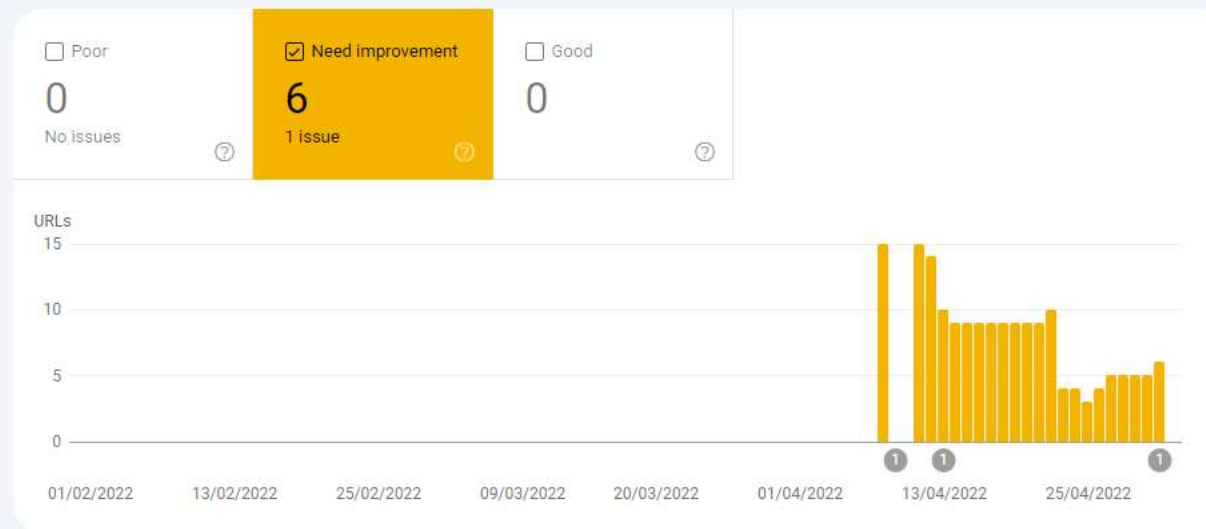 Poor
0
No issues
?
Need improvement
6
1 issue
?
Good
0
?
URLs
15
10
5
0
1 1 1
01/02/2022 13/02/2022 25/02/2022 09/03/2022 20/03/2022 01/04/2022 13/04/2022 25/04/2022